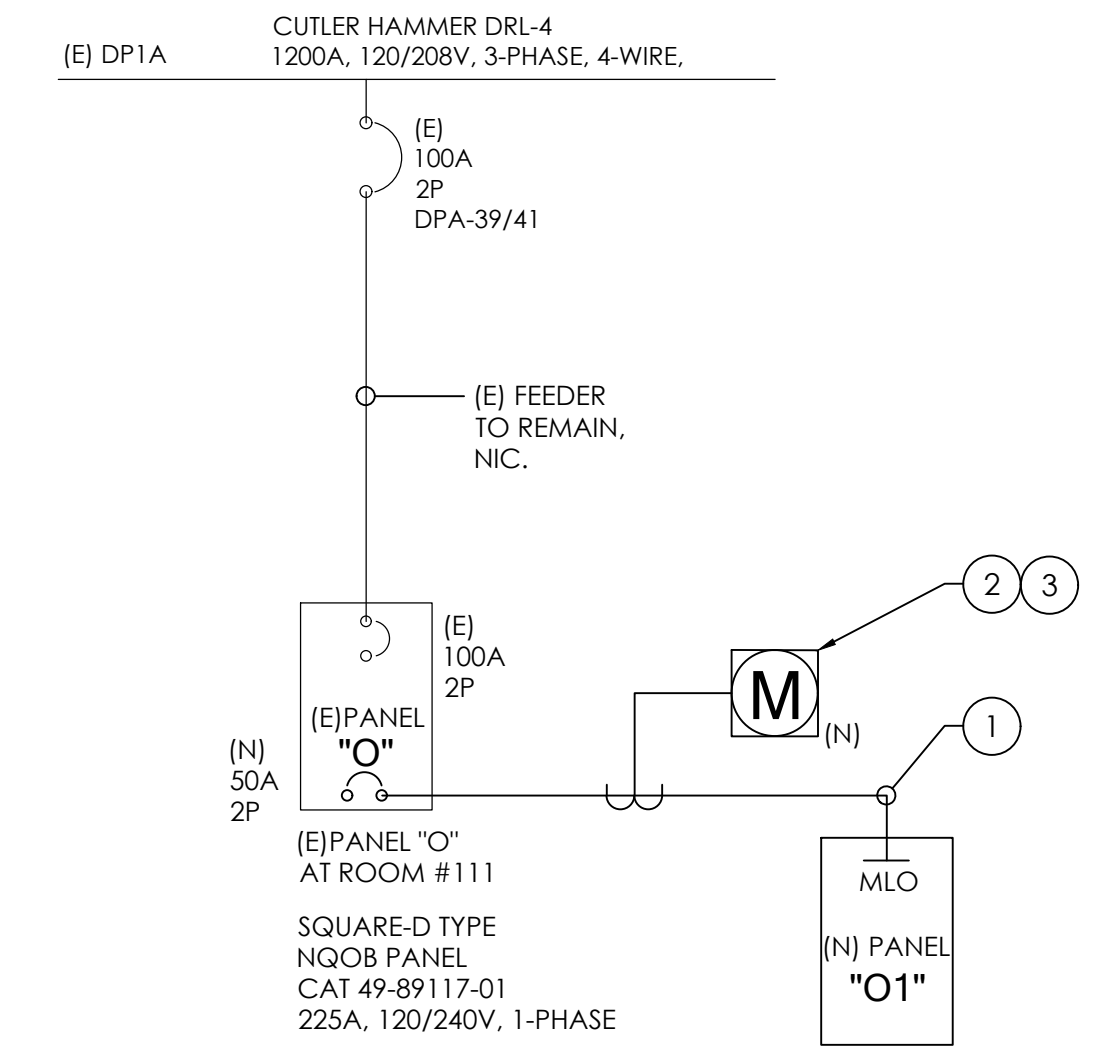 (E) DP1A
CUTLER HAMMER DRL-4
1200A, 120/208V, 3-PHASE, 4-WIRE,
(E)
100A
2P
DPA-39/41
(E) FEEDER
TO REMAIN,
NIC.
2
3
(E)
100A
2P
M
(N)
1
(E)PANEL
"O"
(N)
50A
2P
(E)PANEL "O"
AT ROOM #111
SQUARE-D TYPE
NQOB PANEL
CAT 49-89117-01
225A, 120/240V, 1-PHASE
MLO
(N) PANEL
"O1"